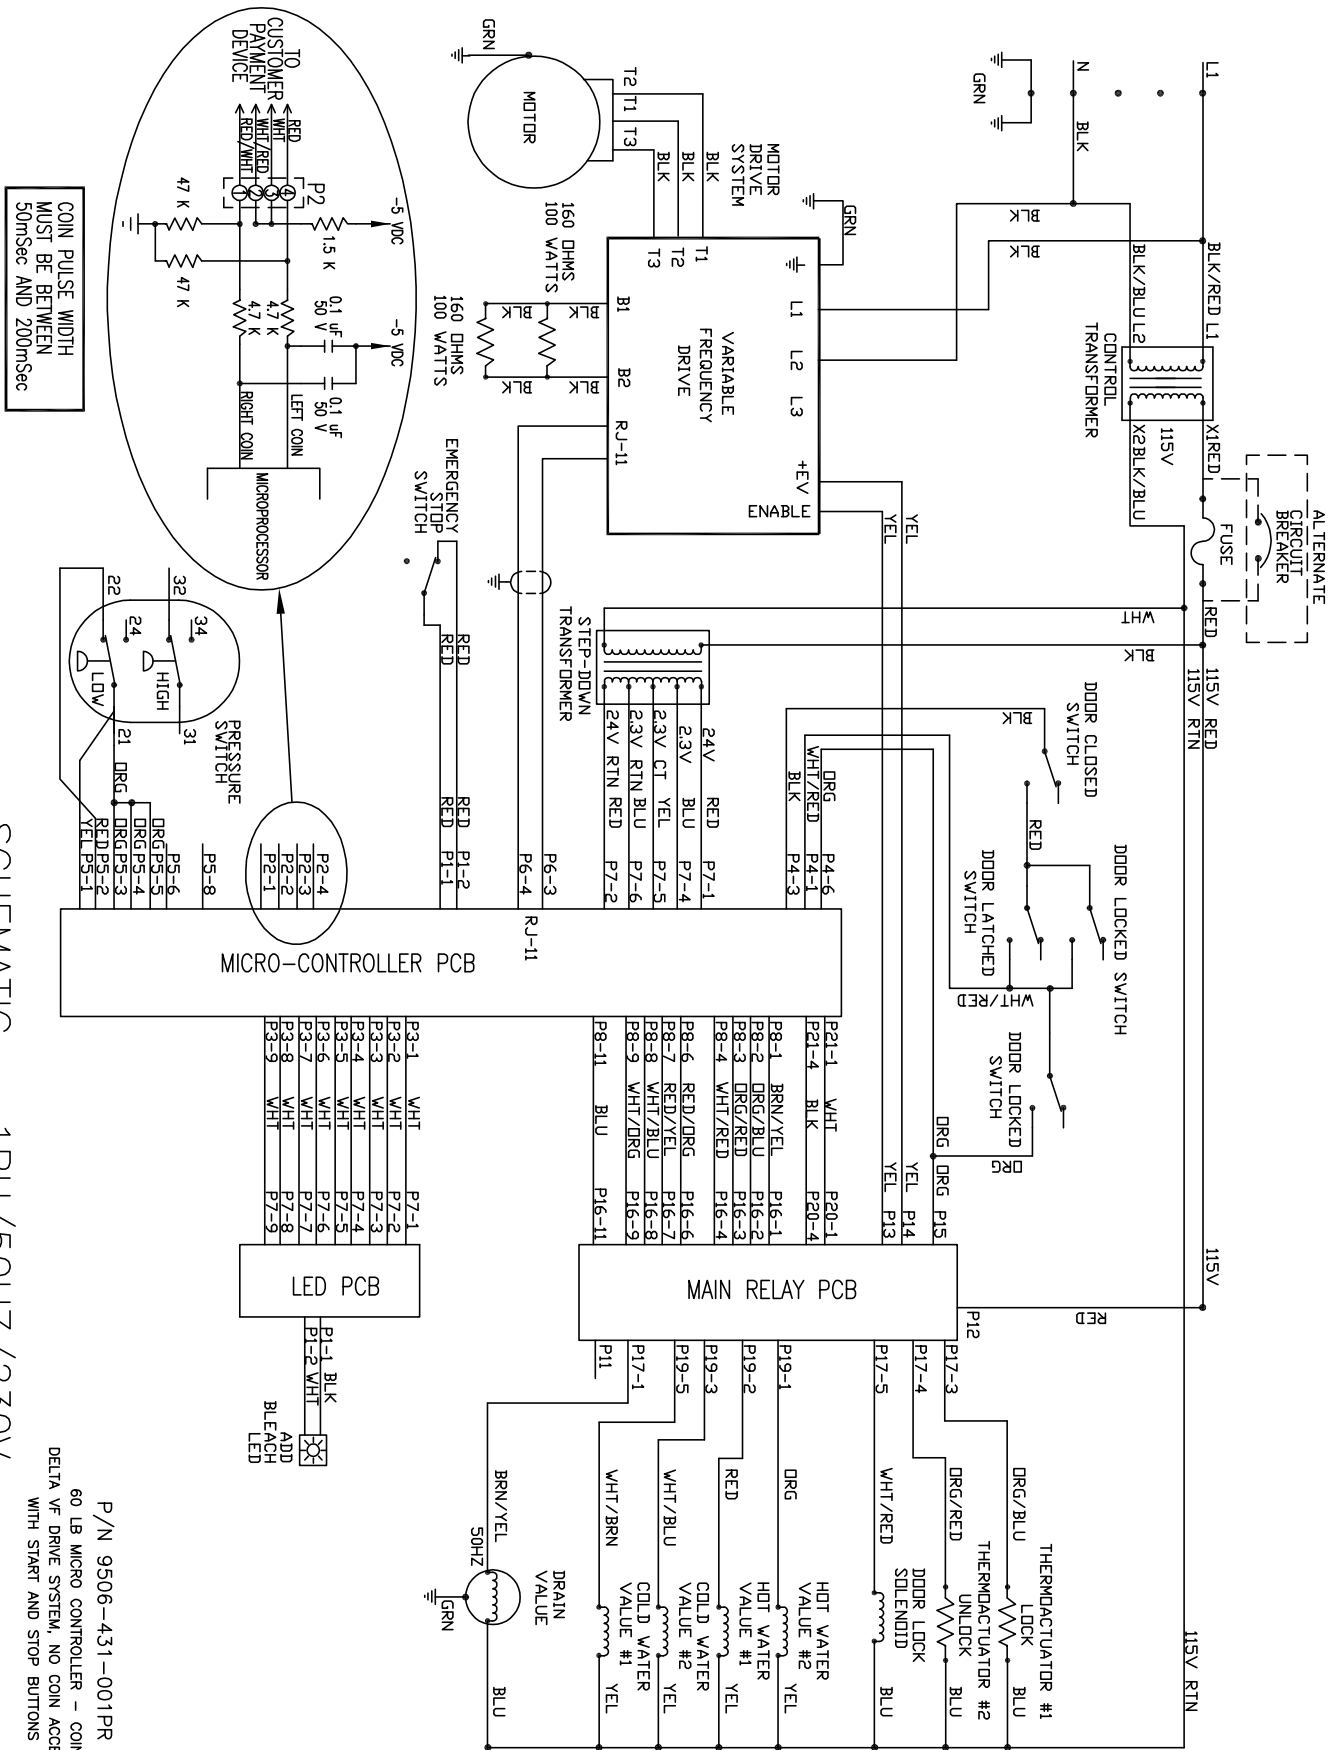 L1
N
BLK
GRN
BLK/RED L1
BLK/BLU L2
BLK
BLK
CONTROL
TRANSFORMER
X1RED
115V
X2BLK/BLU
ALTERNATE
CIRCUIT
BREAKER
FUSE
RED
WHT
BLK
115V RED
115V RTN
115V
115V RTN
MOTOR
GRN
T2
T1
T3
BLK
BLK
BLK
MOTOR
DRIVE
SYSTEM
GRN
T1
T2
T3
L1
L2
L3
+EV
ENABLE
VARIABLE
FREQUENCY
DRIVE
B1
B2
RJ-11
160 OHMS
100 WATTS
160 OHMS
100 WATTS
BLK
BLK
BLK
BLK
YEL
YEL
STEP-DOWN
TRANSFORMER
24V RED P7-1
2.3V BLU P7-4
2.3V CT YEL P7-5
2.3V RTN BLU P7-6
24V RTN RED P7-2
DOOR CLOSED
SWITCH
BLK
RED
DOOR LOCKED SWITCH
DOOR LATCHED
SWITCH
WHT/RED
DOOR LOCKED
SWITCH
ORG
ORG P4-6
WHT/RED P4-1
BLK P4-3
P6-3
P6-4
RJ-11
EMERGENCY
STOP
SWITCH
RED RED P1-2
RED RED P1-1
TO
CUSTOMER
PAYMENT
DEVICE
RED
WHT
WHT/RED
RED/WHT
P2
4
3
2
1
-5 VDC
1.5 K
47 K
47 K
4.7 K
4.7 K
0.1 uF
50 V
-5 VDC
0.1 uF
50 V
LEFT COIN
RIGHT COIN
MICROPROCESSOR
COIN PULSE WIDTH
MUST BE BETWEEN
50mSec AND 200mSec
32
34
22
24
HIGH
LOW
31
21
PRESSURE
SWITCH
ORG
P2-4
P2-3
P2-2
P2-1
P5-8
P5-6
ORG P5-5
ORG P5-4
ORG P5-3
RED P5-2
YEL P5-1
MICRO-CONTROLLER PCB
P21-1 WHT P20-1
P21-4 BLK P20-4
P8-1 BRN/YEL P16-1
P8-2 ORG/BLU P16-2
P8-3 ORG/RED P16-3
P8-4 WHT/RED P16-4
P8-6 RED/ORG P16-6
P8-7 RED/YEL P16-7
P8-8 WHT/BLU P16-8
P8-9 WHT/ORG P16-9
P8-11 BLU P16-11
ORG ORG P15
YEL P14
YEL P13
P3-1 WHT P7-1
P3-2 WHT P7-2
P3-3 WHT P7-3
P3-4 WHT P7-4
P3-5 WHT P7-5
P3-6 WHT P7-6
P3-7 WHT P7-7
P3-8 WHT P7-8
P3-9 WHT P7-9
MAIN RELAY PCB
LED PCB
P1-1 BLK
P1-2 WHT
ADD
BLEACH
LED
RED
P12
P17-3 ORG/BLU
THERMOACTUATOR #1
LOCK
BLU
P17-4 ORG/RED
THERMOACTUATOR #2
UNLOCK
BLU
P17-5 WHT/RED
DOOR LOCK
SOLENOID
BLU
P19-1 ORG
HOT WATER
VALUE #2
YEL
P19-2 RED
HOT WATER
VALUE #1
YEL
P19-3 WHT/BLU
COLD WATER
VALUE #2
YEL
P19-5 WHT/BRN
COLD WATER
VALUE #1
YEL
P17-1 BRN/YEL
P11
50HZ
DRAIN
VALUE
GRN
BLU
P/N 9506-431-001PR
60 LB MICRO CONTROLLER - COIN
DELTA VF DRIVE SYSTEM, NO COIN ACCE
WITH START AND STOP BUTTONS